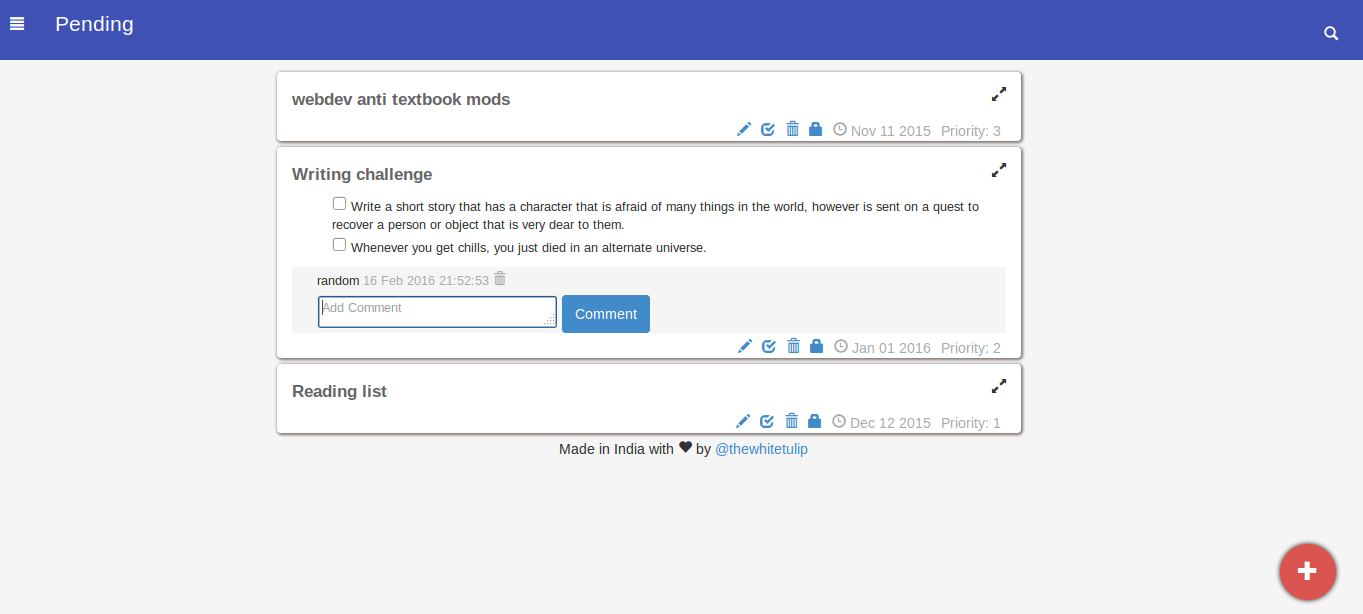 Pending
webdev anti textbook mods
Nov 11 2015 Priority: 3
Writing challenge
Write a short story that has a character that is afraid of many things in the world, however is sent on a quest to
recover a person or object that is very dear to them.
Whenever you get chills, you just died in an alternate universe.
random 16 Feb 2016 21:52:53
Add Comment Comment
Jan 01 2016 Priority: 2
Reading list
Dec 12 2015 Priority: 1
Made in India with ♥ by @thewhitetulip